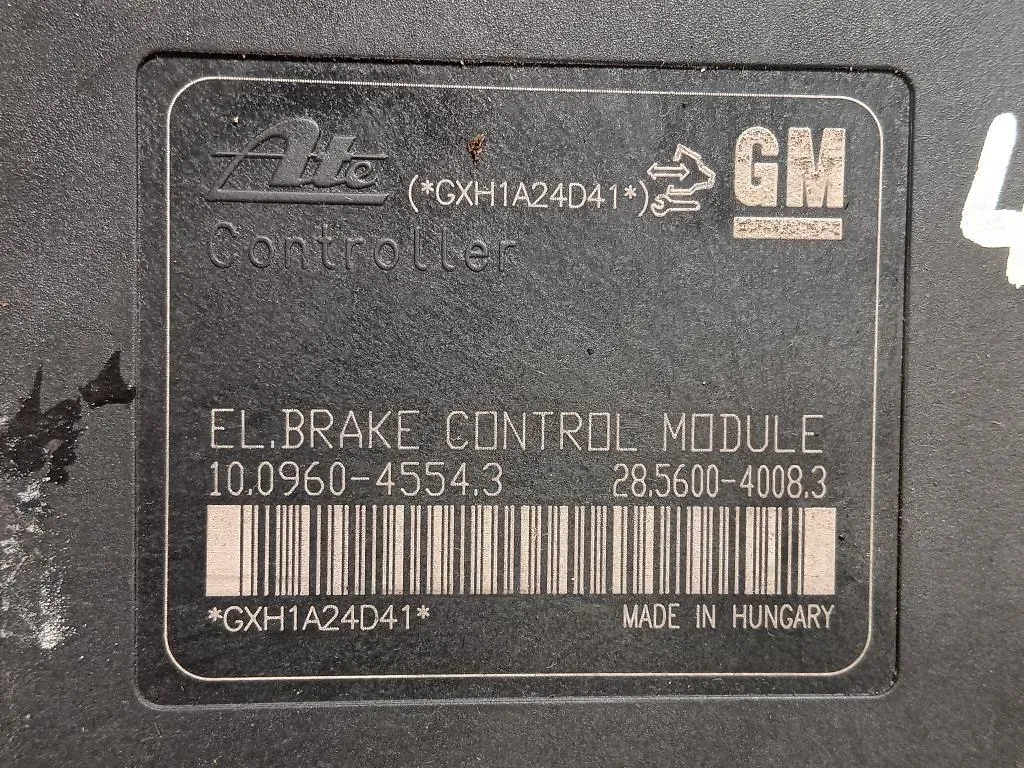 Ate
(*GXH1A24D41*)
GM
Controller
EL.BRAKE CONTROL MODULE
10.0960-4554.3 28.5600-4008.3
*GXH1A24D41* MADE IN HUNGARY
4